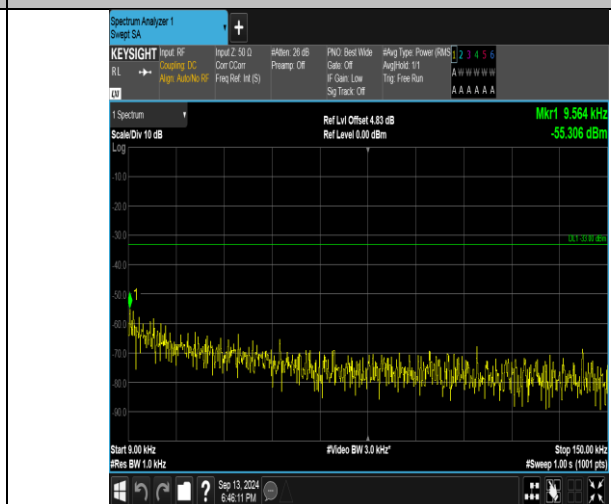 Spectrum Analyzer 1
Swept SA
+
KEYSIGHT Input: RF Input Z: 50 Ω #Atten: 26 dB PNO: Best Wide #Avg Type: Power (RMS 1 2 3 4 5 6
RL Coupling: DC Corr CCorr Preamp: Off Gate: Off Avg|Hold: 1/1 A W W W W W
Align: Auto/No RF Freq Ref: Int (S) IF Gain: Low Trig: Free Run A A A A A A
Sig Track: Off
LXI
1 Spectrum Ref Lvl Offset 4.83 dB Mkr1 9.564 kHz
Scale/Div 10 dB Ref Level 0.00 dBm -55.306 dBm
Log
-10.0
-20.0
-30.0
DL1 -33.00 dBm
-40.0
-50.0
1
-60.0
-70.0
-80.0
-90.0
Start 9.00 kHz #Video BW 3.0 kHz* Stop 150.00 kHz
#Res BW 1.0 kHz #Sweep 1.00 s (1001 pts)
? Sep 13, 2024
6:46:11 PM